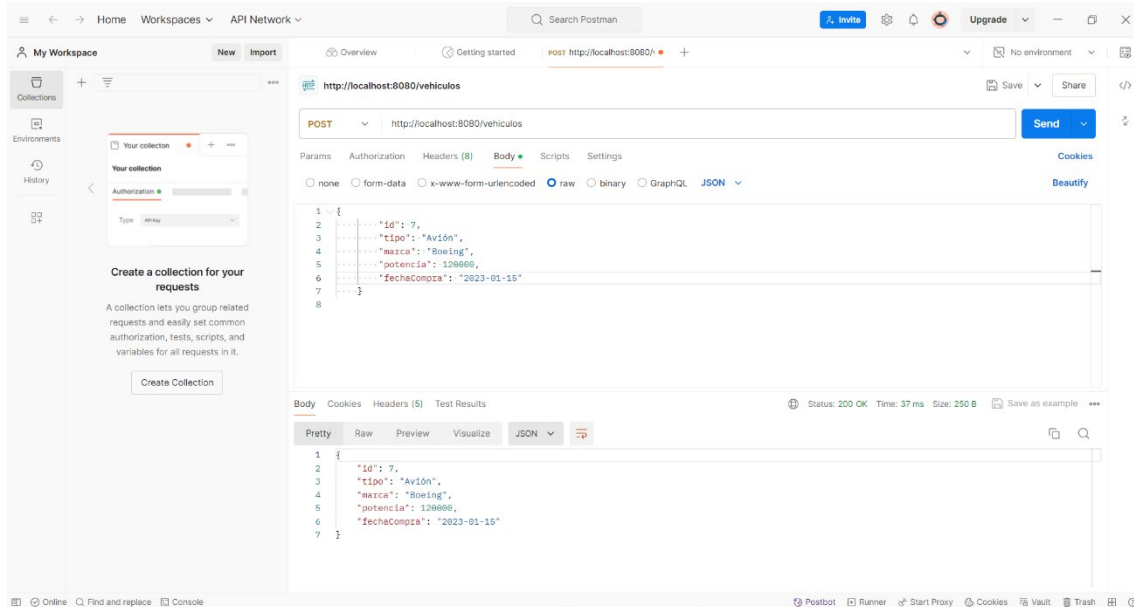 Home Workspaces API Network Search Postman Invite Upgrade
My Workspace New Import Overview Getting started POST http://localhost:8080/v No environment
Collections
Environments
History
Your collecton
Your collection
Authorization
Type API Key
Create a collection for your
requests
A collection lets you group related
requests and easily set common
authorization, tests, scripts, and
variables for all requests in it.
Create Collection
HTTP http://localhost:8080/vehiculos Save Share
POST http://localhost:8080/vehiculos Send
Params Authorization Headers (8) Body Scripts Settings Cookies
none form-data x-www-form-urlencoded raw binary GraphQL JSON Beautify
1 {
2 "id": 7,
3 "tipo": "Avión",
4 "marca": "Boeing",
5 "potencia": 120000,
6 "fechaCompra": "2023-01-15"
7 }
8
Body Cookies Headers (5) Test Results Status: 200 OK Time: 37 ms Size: 250 B Save as example
Pretty Raw Preview Visualize JSON
1 {
2 "id": 7,
3 "tipo": "Avión",
4 "marca": "Boeing",
5 "potencia": 120000,
6 "fechaCompra": "2023-01-15"
7 }
Online Find and replace Console Postbot Runner Start Proxy Cookies Vault Trash